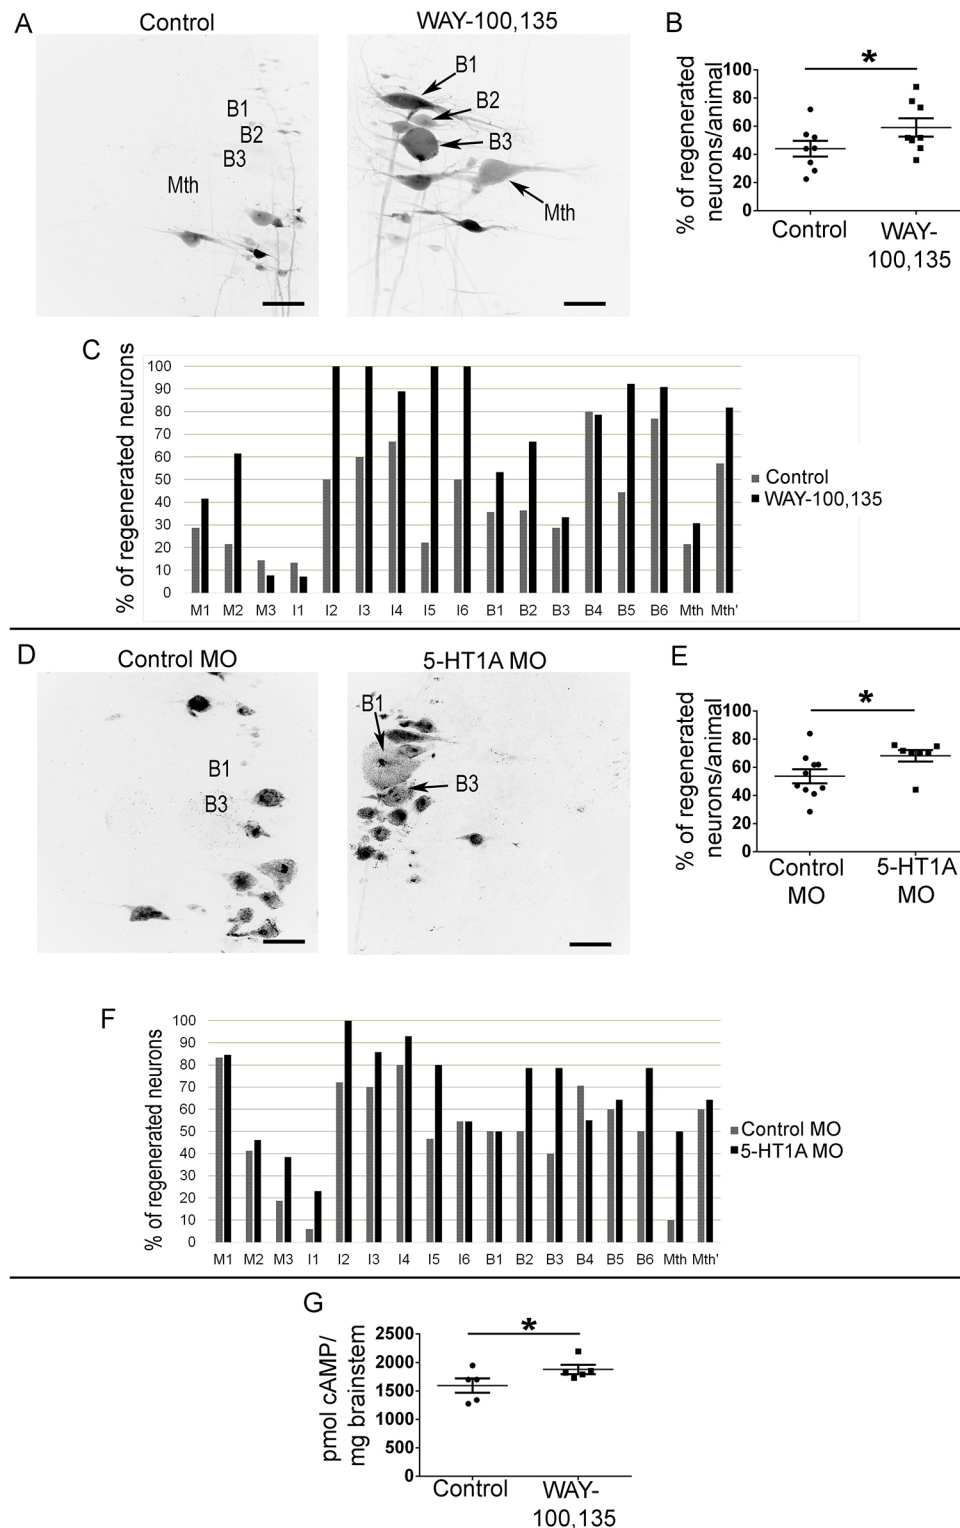 A
Control
B1
B2
B3
Mth
WAY-100,135
B1
B2
B3
Mth
B
% of regenerated
neurons/animal
100
80
60
40
20
0
*
Control
WAY-
100,135
C
% of regenerated neurons
100
90
80
70
60
50
40
30
20
10
0
M1 M2 M3 I1 I2 I3 I4 I5 I6 B1 B2 B3 B4 B5 B6 Mth Mth'
Control
WAY-100,135
D
Control MO
B1
B3
5-HT1A MO
B1
B3
E
% of regenerated
neurons/animal
100
80
60
40
20
0
*
Control
MO
5-HT1A
MO
F
% of regenerated neurons
100
90
80
70
60
50
40
30
20
10
0
M1 M2 M3 I1 I2 I3 I4 I5 I6 B1 B2 B3 B4 B5 B6 Mth Mth'
Control MO
5-HT1A MO
G
pmol cAMP/
mg brainstem
2500
2000
1500
1000
500
0
*
Control
WAY-
100,135